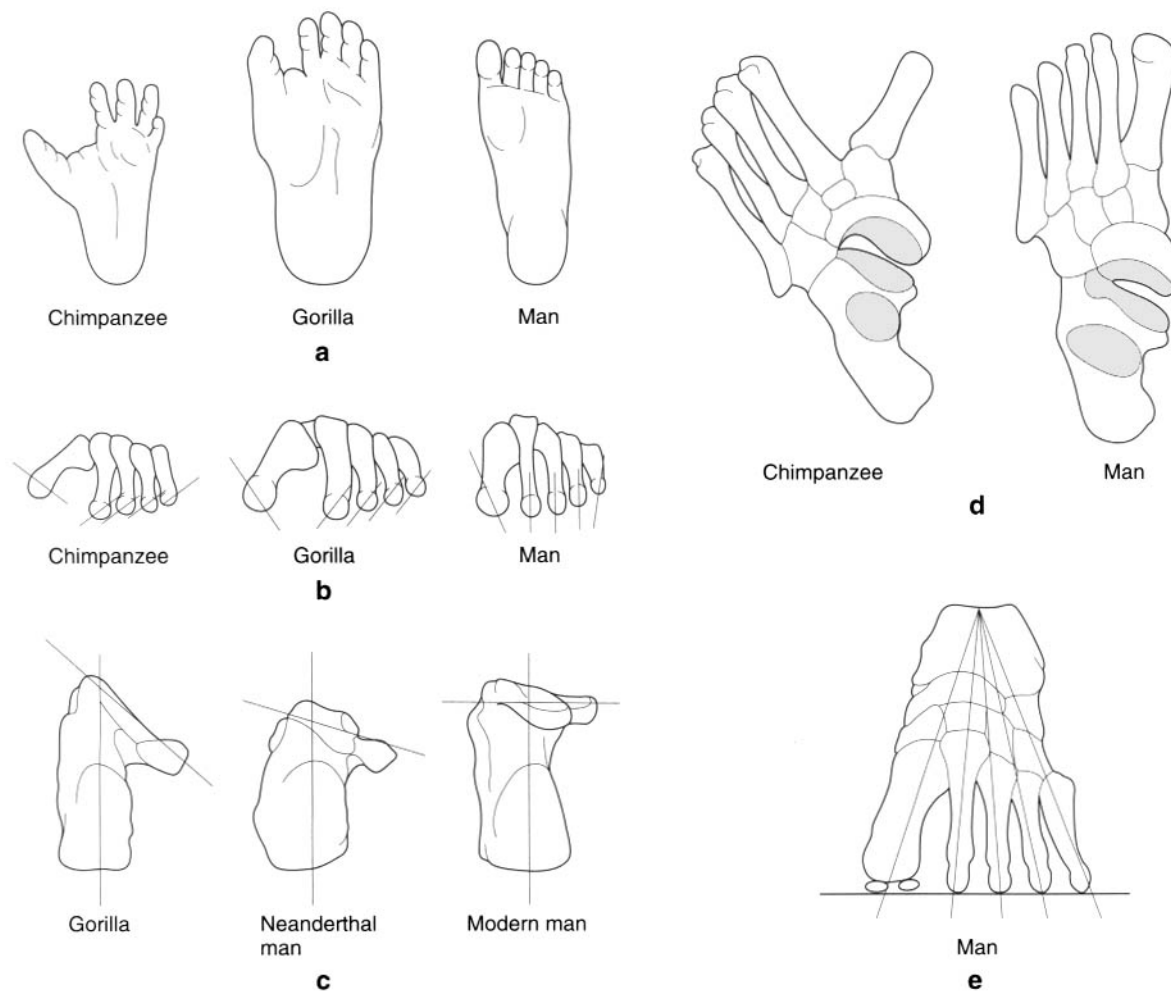 Chimpanzee
Gorilla
Man
a
Chimpanzee
Gorilla
Man
b
Gorilla
Neanderthal
man
Modern man
c
Chimpanzee
Man
d
Man
e